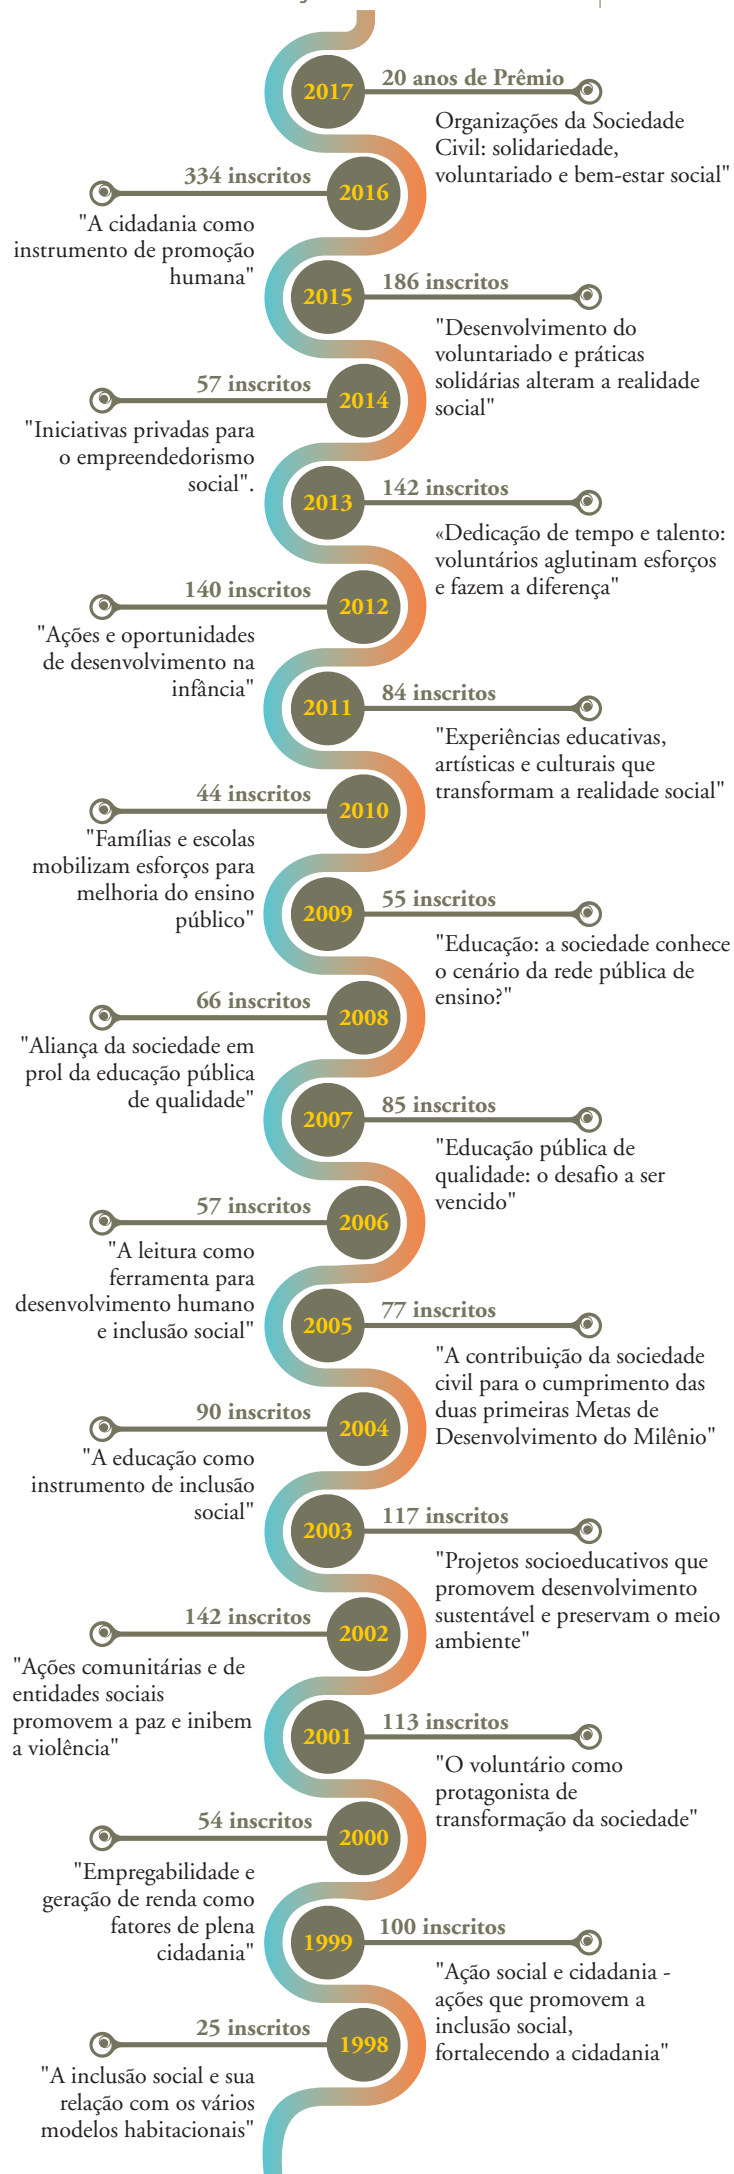 2017
20 anos de Prêmio
Organizações da Sociedade
Civil: solidariedade,
voluntariado e bem-estar social"
334 inscritos
2016
"A cidadania como
instrumento de promoção
humana"
2015
186 inscritos
"Desenvolvimento do
voluntariado e práticas
solidárias alteram a realidade
social"
57 inscritos
2014
"Iniciativas privadas para
o empreendedorismo
social".
2013
142 inscritos
«Dedicação de tempo e talento:
voluntários aglutinam esforços
e fazem a diferença"
140 inscritos
2012
"Ações e oportunidades
de desenvolvimento na
infância"
2011
84 inscritos
"Experiências educativas,
artísticas e culturais que
transformam a realidade social"
44 inscritos
2010
"Famílias e escolas
mobilizam esforços para
melhoria do ensino
público"
2009
55 inscritos
"Educação: a sociedade conhece
o cenário da rede pública de
ensino?"
66 inscritos
2008
"Aliança da sociedade em
prol da educação pública
de qualidade"
2007
85 inscritos
"Educação pública de
qualidade: o desafio a ser
vencido"
57 inscritos
2006
"A leitura como
ferramenta para
desenvolvimento humano
e inclusão social"
2005
77 inscritos
"A contribuição da sociedade
civil para o cumprimento das
duas primeiras Metas de
Desenvolvimento do Milênio"
90 inscritos
2004
"A educação como
instrumento de inclusão
social"
2003
117 inscritos
"Projetos socioeducativos que
promovem desenvolvimento
sustentável e preservam o meio
ambiente"
142 inscritos
2002
"Ações comunitárias e de
entidades sociais
promovem a paz e inibem
a violência"
2001
113 inscritos
"O voluntário como
protagonista de
transformação da sociedade"
54 inscritos
2000
"Empregabilidade e
geração de renda como
fatores de plena
cidadania"
1999
100 inscritos
"Ação social e cidadania -
ações que promovem a
inclusão social,
fortalecendo a cidadania"
25 inscritos
1998
"A inclusão social e sua
relação com os vários
modelos habitacionais"